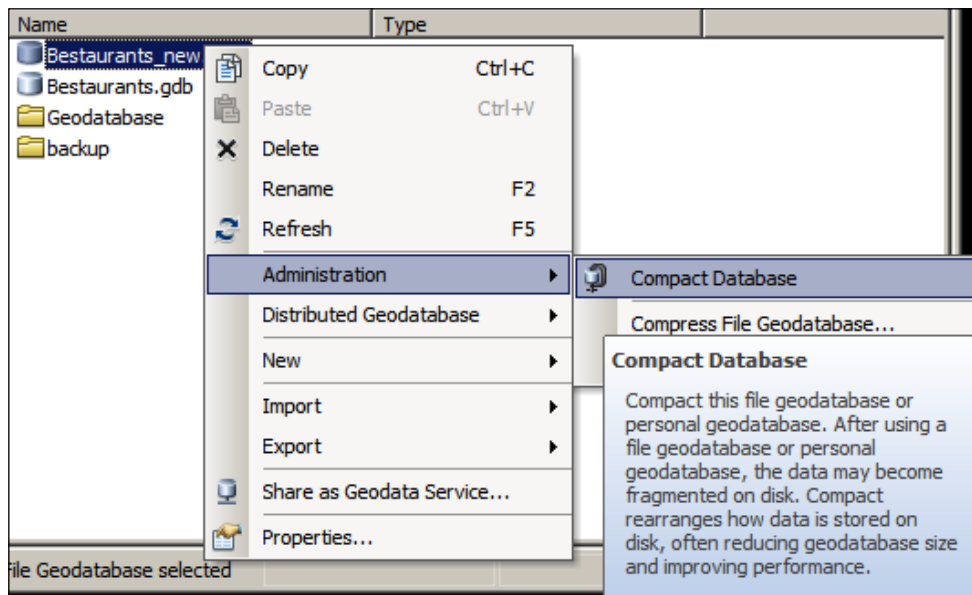 Name Type
Bestaurants_new
Bestaurants.gdb
Geodatabase
backup
Copy Ctrl+C
Paste Ctrl+V
Delete
Rename F2
Refresh F5
Administration
Distributed Geodatabase
New
Import
Export
Share as Geodata Service...
Properties...
Compact Database
Compress File Geodatabase...
Compact Database
Compact this file geodatabase or
personal geodatabase. After using a
file geodatabase or personal
geodatabase, the data may become
fragmented on disk. Compact
rearranges how data is stored on
disk, often reducing geodatabase size
and improving performance.
File Geodatabase selected